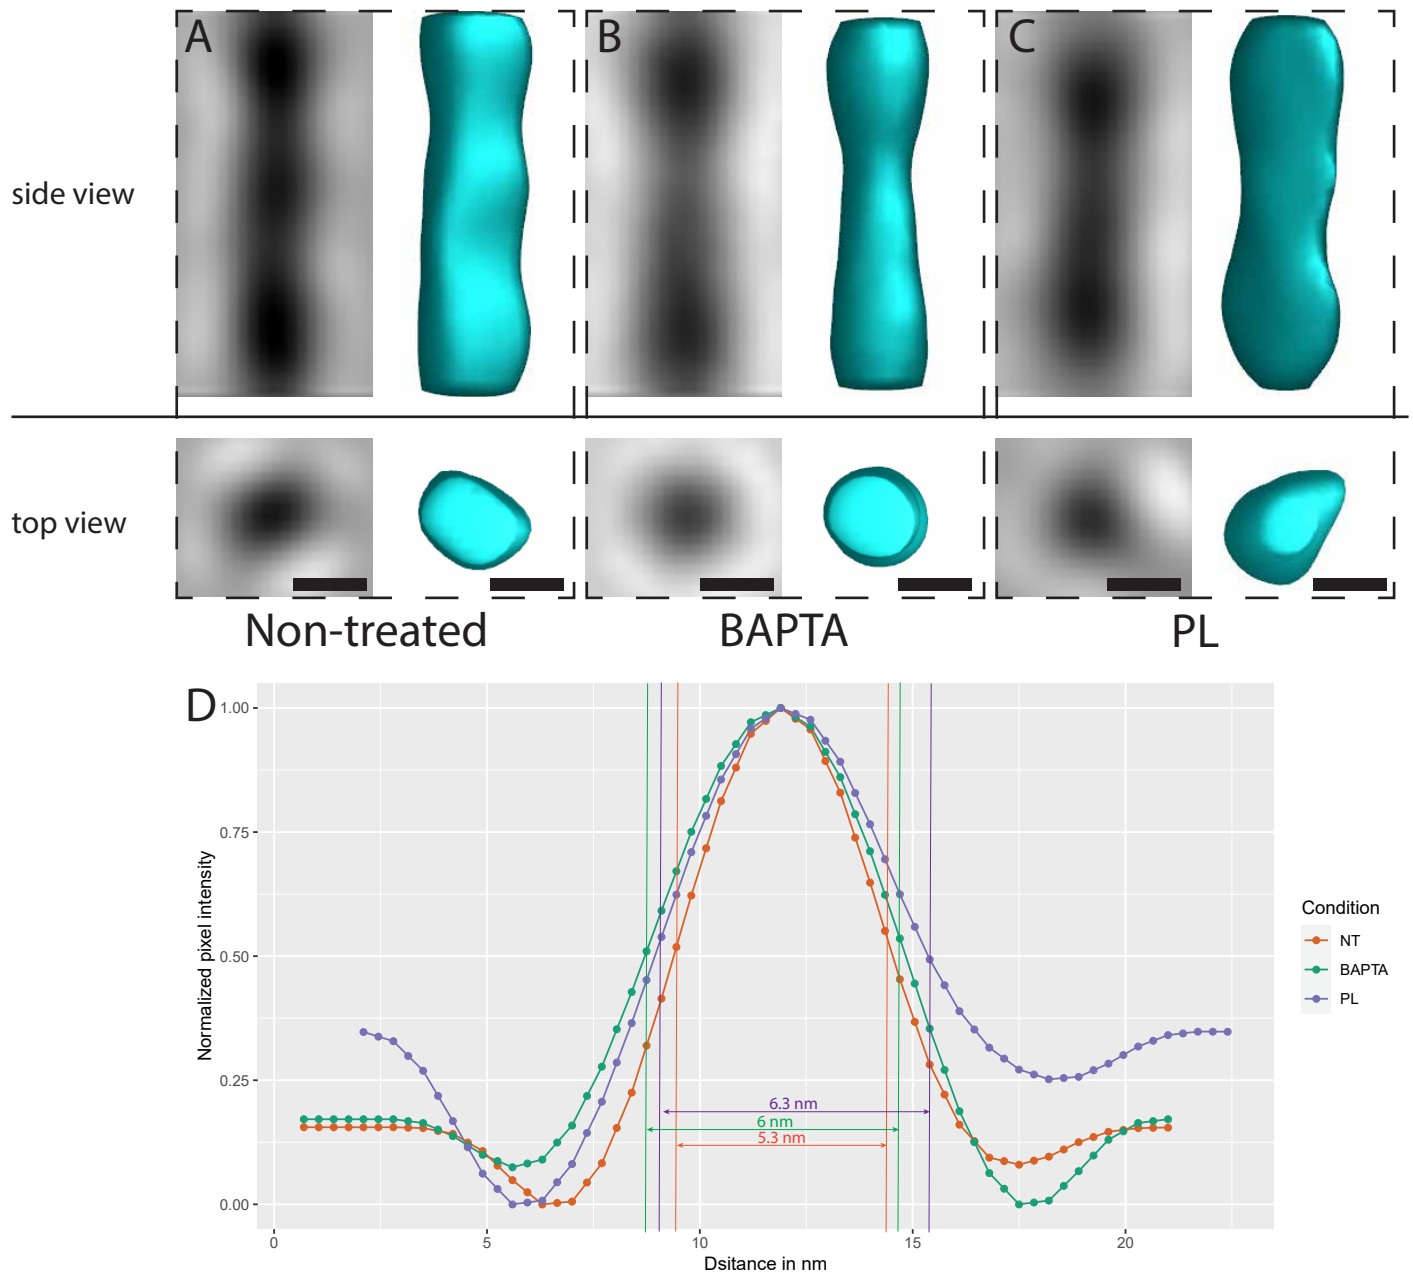 A
B
C
side view
top view
Non-treated
BAPTA
PL
D
1.00
0.75
0.50
0.25
0.00
Normalized pixel intensity
6.3 nm
6 nm
5.3 nm
0
5
10
15
20
Dsitance in nm
Condition
NT
BAPTA
PL